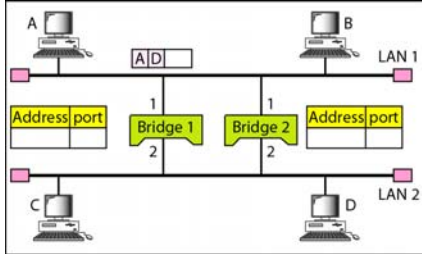 A
B
A D
LAN 1
1
1
Address port
Bridge 1
Bridge 2
Address port
2
2
LAN 2
C
D